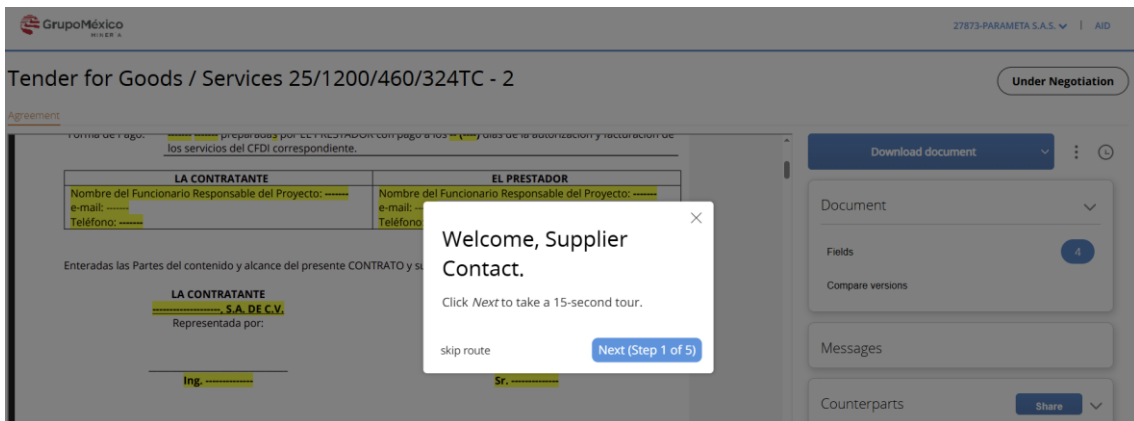 GrupoMéxico
MINERÍA
27873-PARAMETA S.A.S. | AID
Tender for Goods / Services 25/1200/460/324TC - 2
Under Negotiation
Agreement
Forma de Pago: ------- ------- preparadas por EL PRESTADOR con pago a los -- (----) días de la autorización y facturación de
los servicios del CFDI correspondiente.
LA CONTRATANTE
EL PRESTADOR
Nombre del Funcionario Responsable del Proyecto: -------
Nombre del Funcionario Responsable del Proyecto: -------
e-mail: -------
e-mail: --
Teléfono: -------
Teléfono
Enteradas las Partes del contenido y alcance del presente CONTRATO y su
LA CONTRATANTE
--------------------, S.A. DE C.V.
Representada por:
Ing. --------------
Sr. --------------
Welcome, Supplier
Contact.
Click Next to take a 15-second tour.
skip route
Next (Step 1 of 5)
Download document
Document
Fields
4
Compare versions
Messages
Counterparts
Share